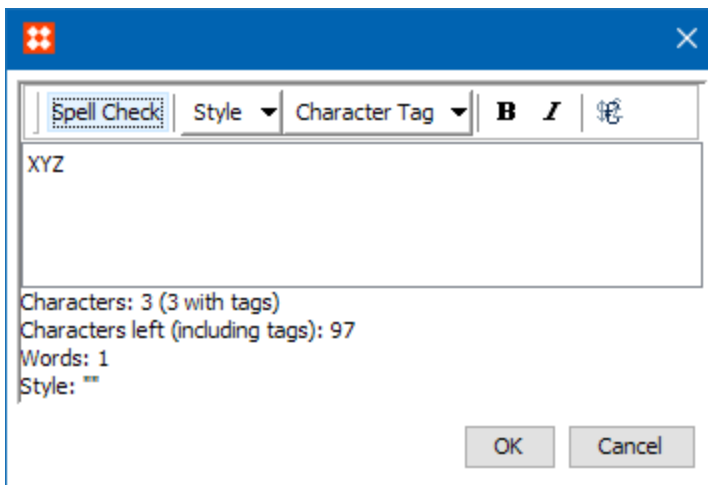 Spell Check Style Character Tag B I
XYZ
Characters: 3 (3 with tags)
Characters left (including tags): 97
Words: 1
Style: ""
OK Cancel